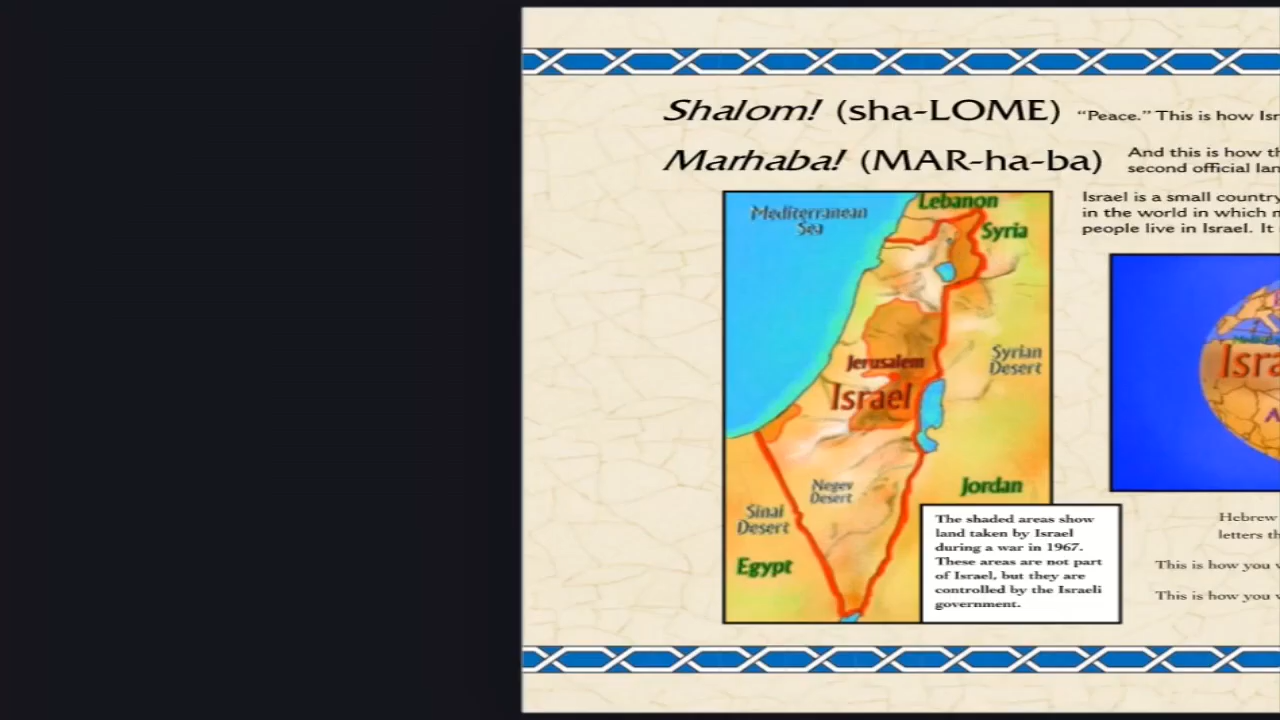 Shalom! (sha-LOME) “Peace.” This is how
Marhaba! (MAR-ha-ba) And this is how
second official
Israel is a small country
in the world in which
people live in Israel. It
Mediterranean
Sea
Lebanon
Syria
Jerusalem
Israel
Syrian
Desert
Negev
Desert
Jordan
Sinai
Desert
Egypt
The shaded areas show
land taken by Israel
during a war in 1967.
These areas are not part
of Israel, but they are
controlled by the Israeli
government.
Hebrew
letters
This is how you
This is how you